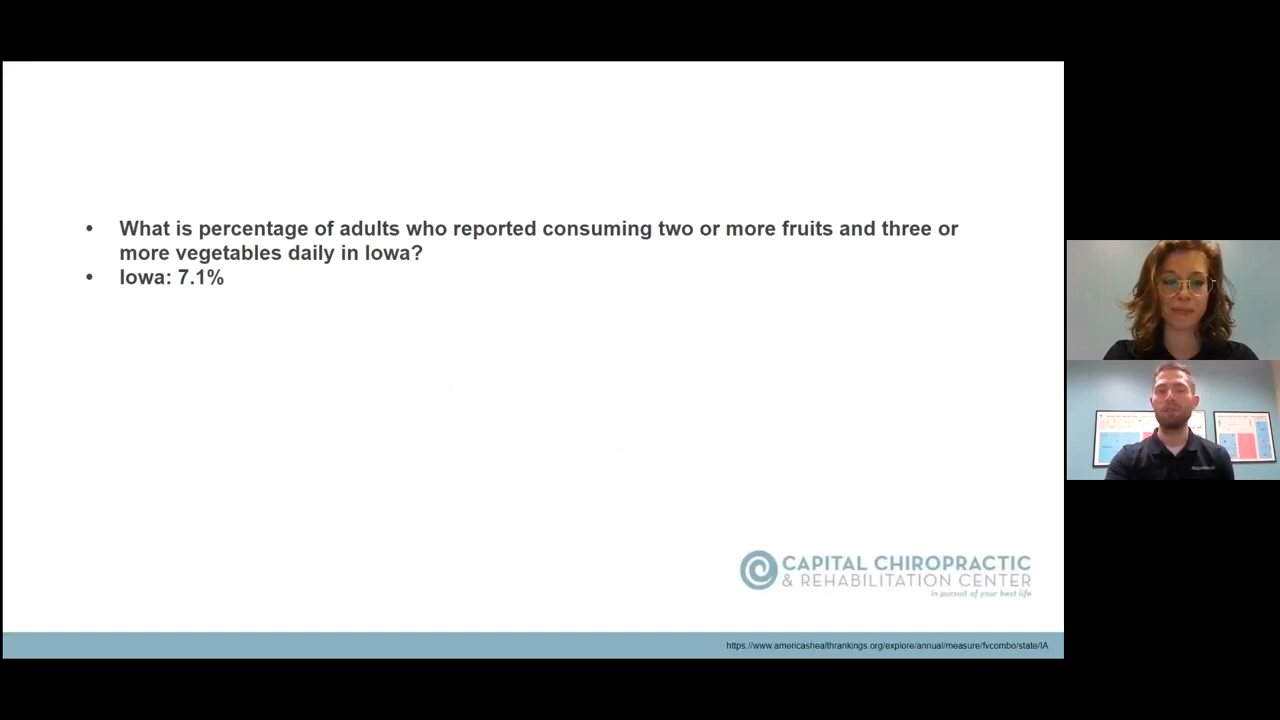 • What is percentage of adults who reported consuming two or more fruits and three or
more vegetables daily in Iowa?
• Iowa: 7.1%
CAPITAL CHIROPRACTIC
& REHABILITATION CENTER
in pursuit of your best life
https://www.americashealthrankings.org/explore/annual/measure/fvcombo/state/IA